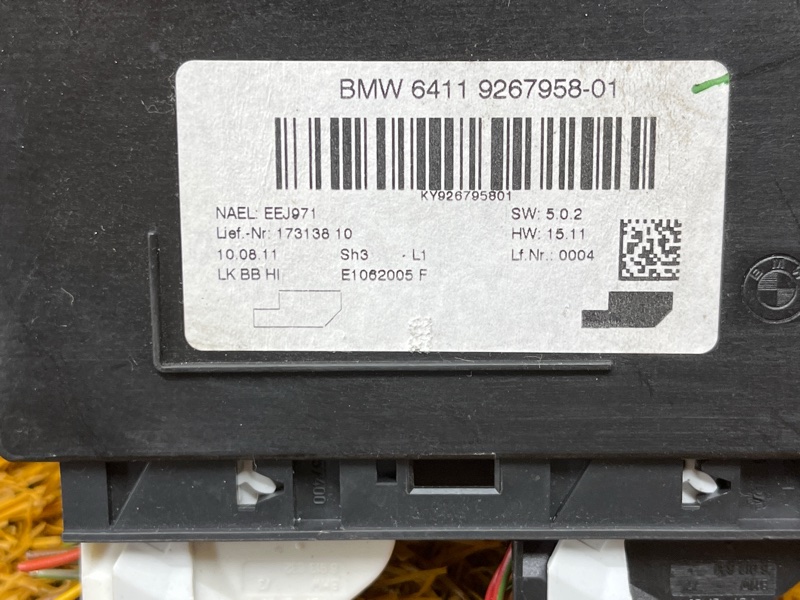 BMW 6411 9267958-01
KY926795801
NAEL: EEJ971 SW: 5.0.2
Lief.-Nr: 173138 10 HW: 15.11
10.08.11 Sh3 - L1 Lf.Nr.: 0004
LK BB HI E1062005 F
BMW